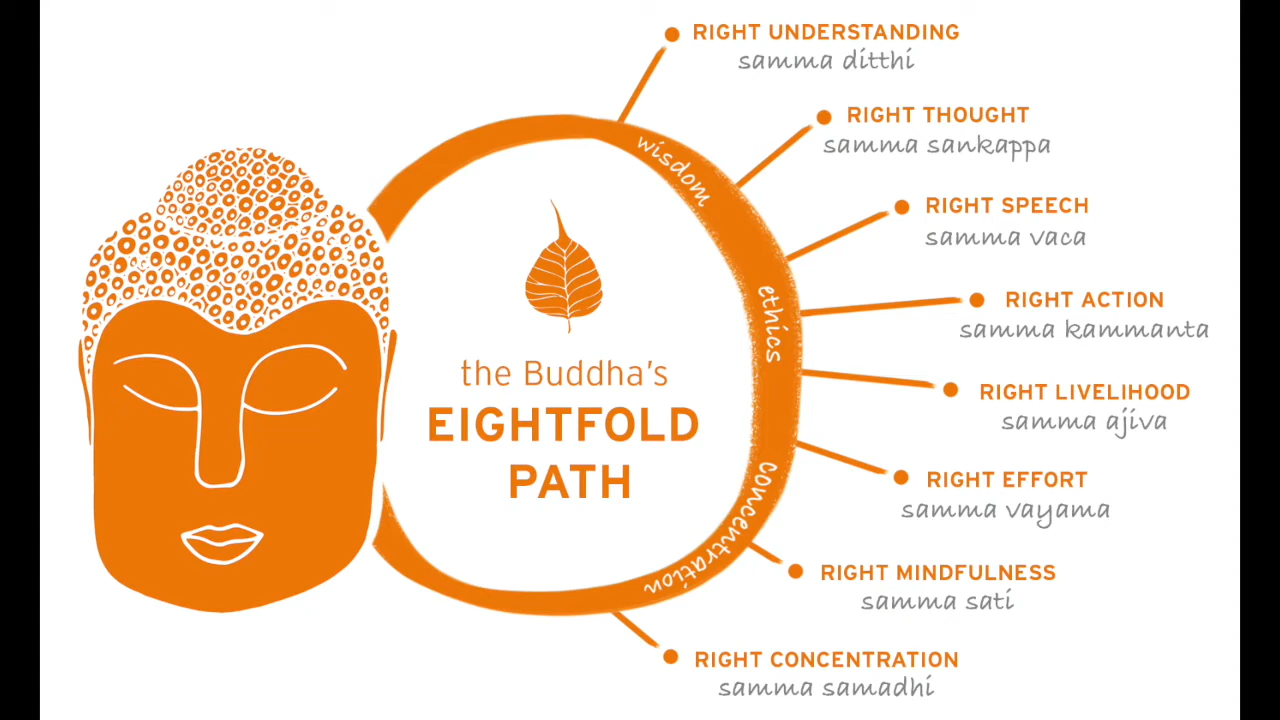 RIGHT UNDERSTANDING
samma ditthi
RIGHT THOUGHT
samma sankappa
RIGHT SPEECH
samma vaca
RIGHT ACTION
samma kammanta
RIGHT LIVELIHOOD
samma ajiva
RIGHT EFFORT
samma vayama
RIGHT MINDFULNESS
samma sati
RIGHT CONCENTRATION
samma samadhi
wisdom
ethics
concentration
the Buddha's
EIGHTFOLD
PATH